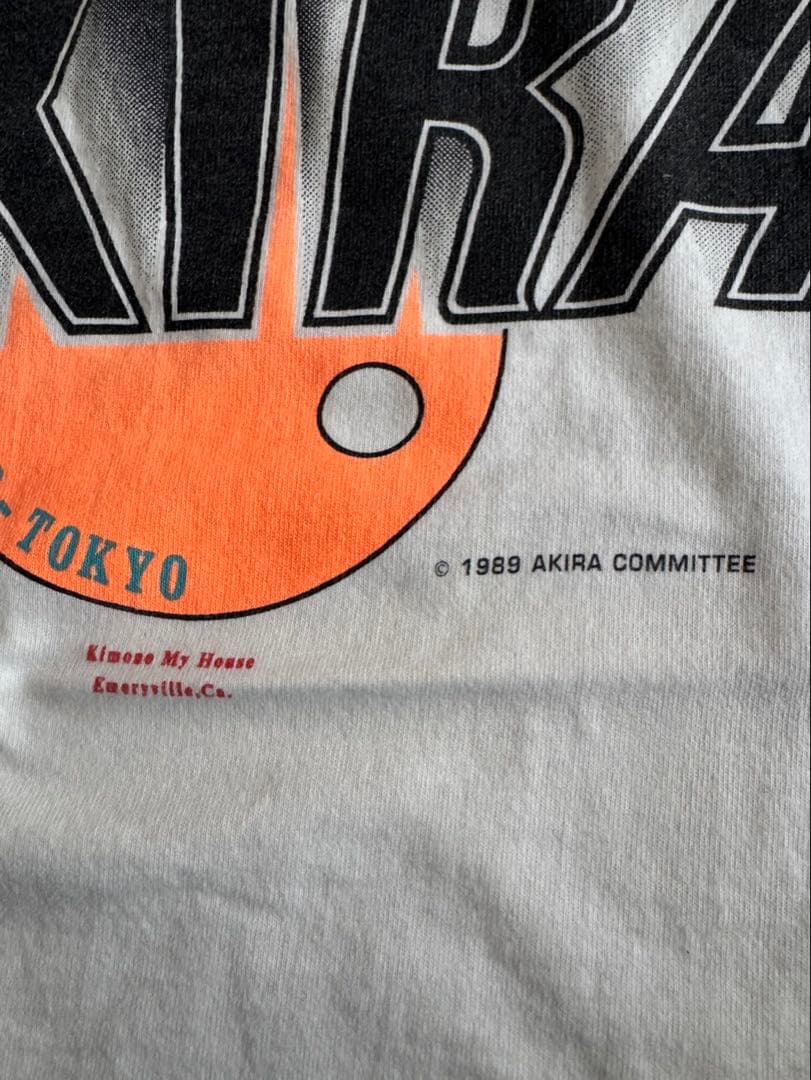 KIRA
-TOKYO
© 1989 AKIRA COMMITTEE
Kimono My House
Emeryville,Ca.